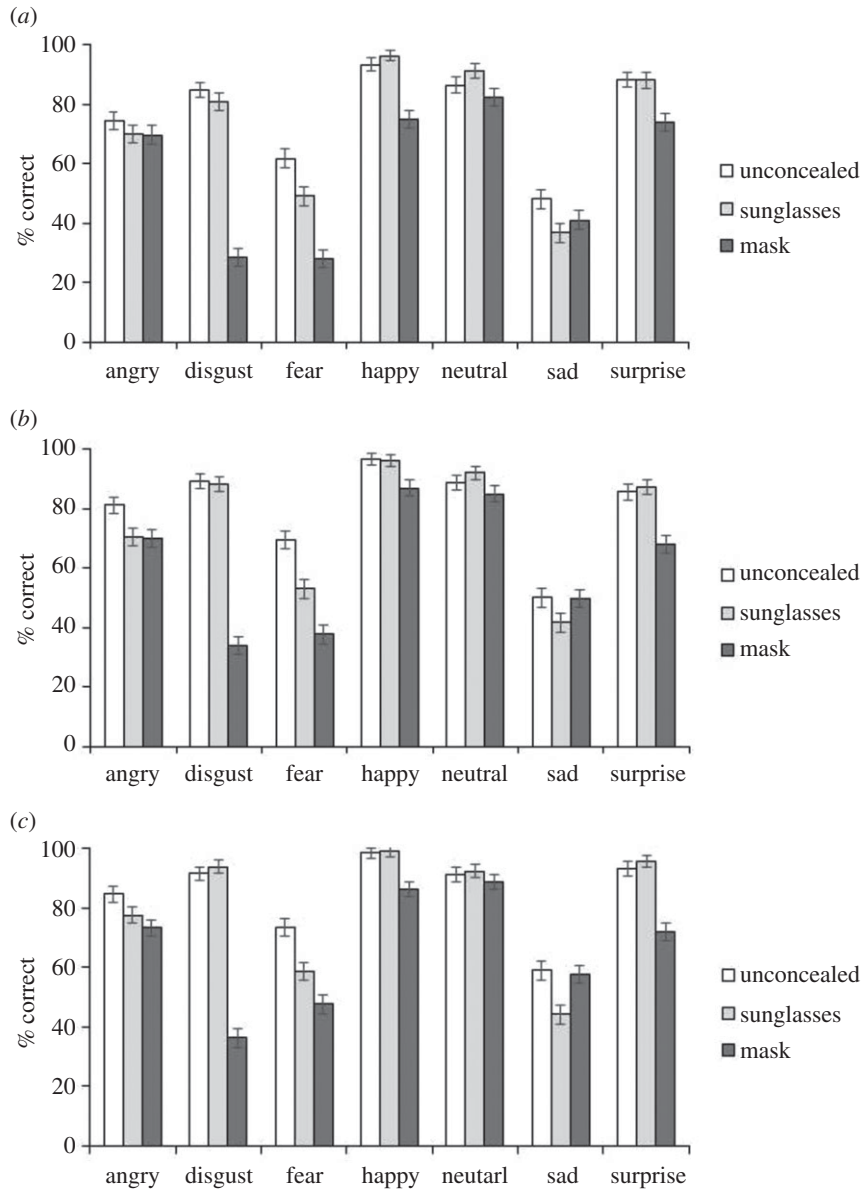 (a)
100
80
60
40
20
0
% correct
angry disgust fear happy neutral sad surprise
unconcealed
sunglasses
mask
(b)
100
80
60
40
20
0
% correct
angry disgust fear happy neutral sad surprise
unconcealed
sunglasses
mask
(c)
100
80
60
40
20
0
% correct
angry disgust fear happy neutarl sad surprise
unconcealed
sunglasses
mask